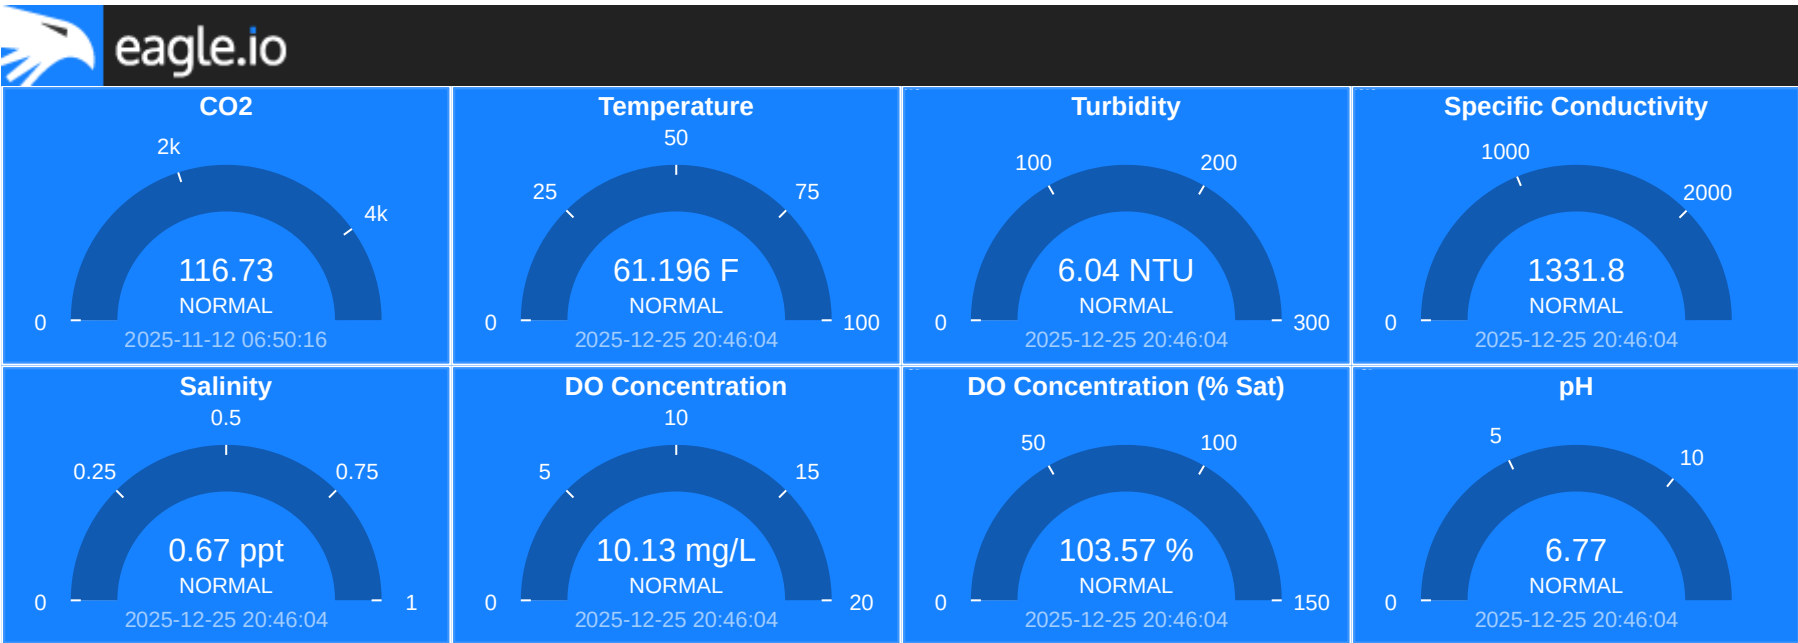 eagle.io
CO2
2k
4k
116.73
NORMAL
0
2025-11-12 06:50:16
Temperature
50
25
75
61.196 F
NORMAL
0
100
2025-12-25 20:46:04
Turbidity
100
200
6.04 NTU
NORMAL
0
300
2025-12-25 20:46:04
Specific Conductivity
1000
2000
1331.8
NORMAL
0
2025-12-25 20:46:04
Salinity
0.5
0.25
0.75
0.67 ppt
NORMAL
0
1
2025-12-25 20:46:04
DO Concentration
10
5
15
10.13 mg/L
NORMAL
0
20
2025-12-25 20:46:04
DO Concentration (% Sat)
50
100
103.57 %
NORMAL
0
150
2025-12-25 20:46:04
pH
5
10
6.77
NORMAL
0
2025-12-25 20:46:04